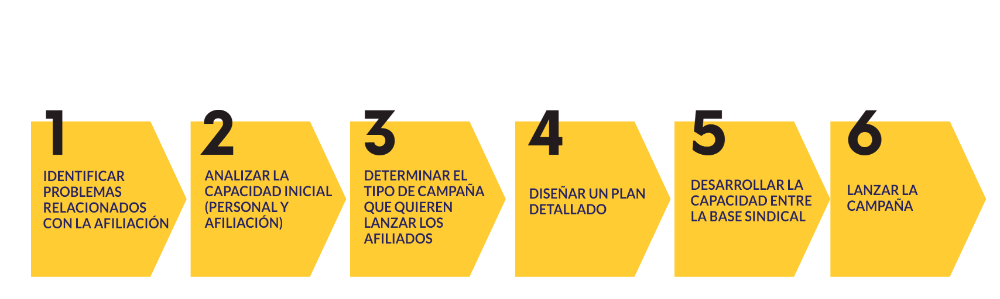 1
IDENTIFICAR
PROBLEMAS
RELACIONADOS
CON LA AFILIACIÓN
2
ANALIZAR LA
CAPACIDAD INICIAL
(PERSONAL Y
AFILIACIÓN)
3
DETERMINAR EL
TIPO DE CAMPAÑA
QUE QUIEREN
LANZAR LOS
AFILIADOS
4
DISEÑAR UN PLAN
DETALLADO
5
DESARROLLAR LA
CAPACIDAD ENTRE
LA BASE SINDICAL
6
LANZAR LA
CAMPAÑA